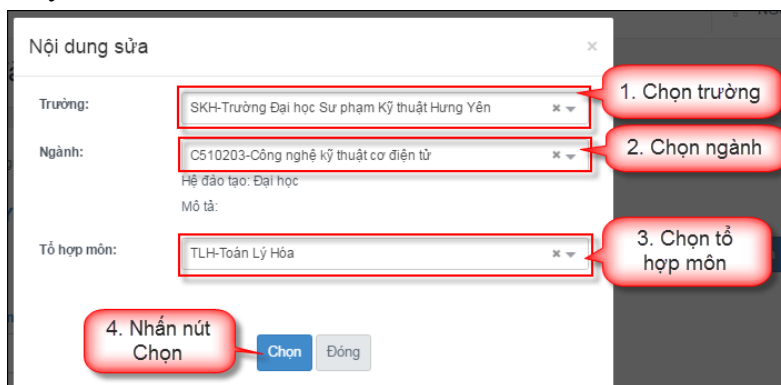 Nội dung sửa
×
Trường:
SKH-Trường Đại học Sư phạm Kỹ thuật Hưng Yên
1. Chọn trường
Ngành:
C510203-Công nghệ kỹ thuật cơ điện tử
2. Chọn ngành
Hệ đào tạo: Đại học
Mô tả:
Tổ hợp môn:
TLH-Toán Lý Hóa
3. Chọn tổ
hợp môn
4. Nhấn nút
Chọn
Chọn
Đóng